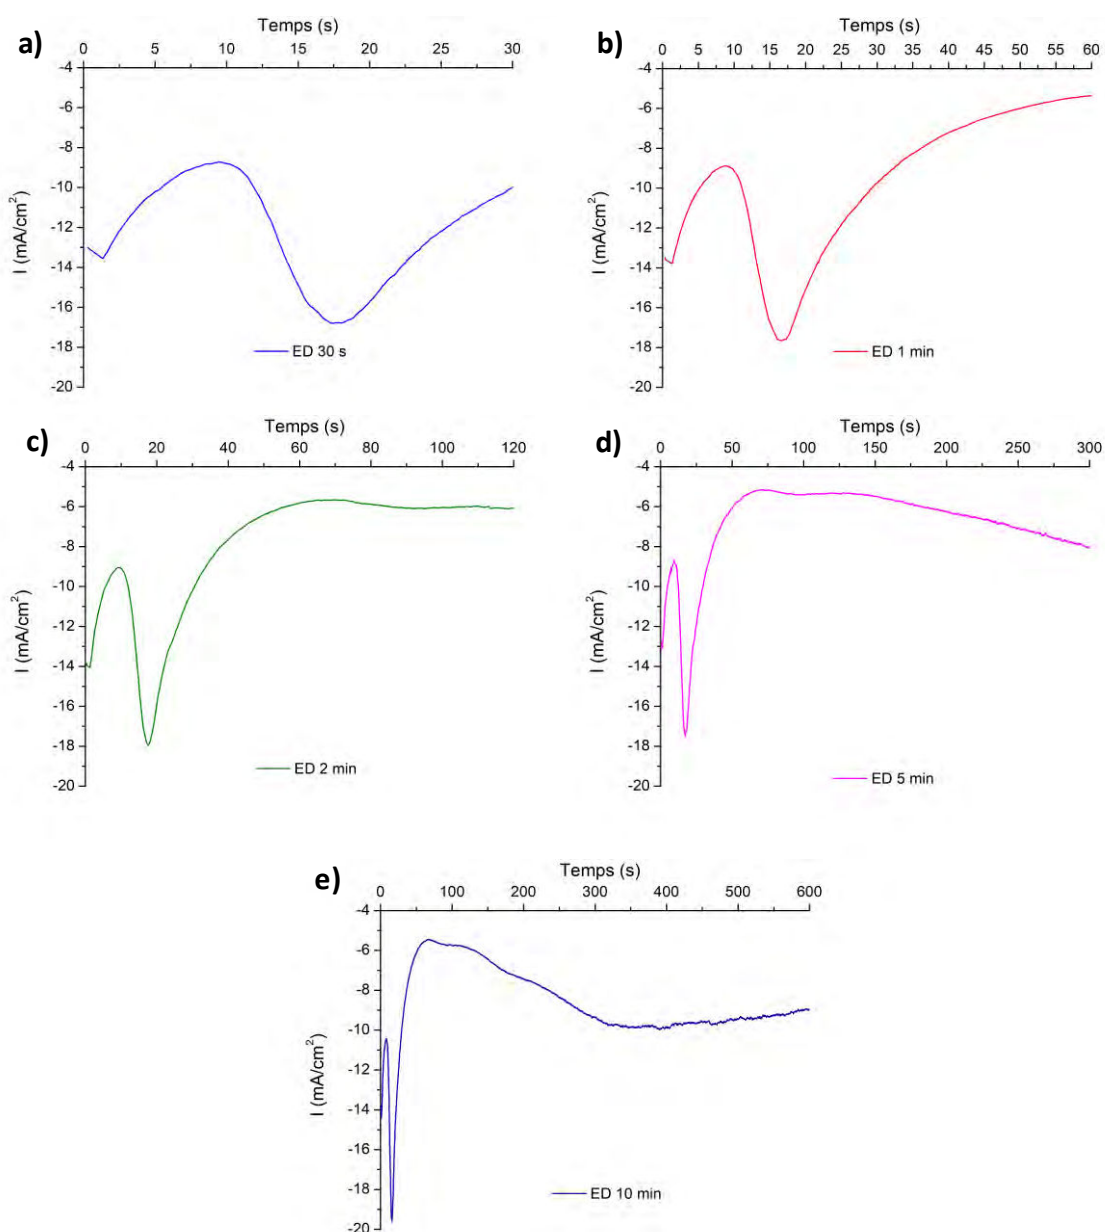 a)
Temps (s)
0 5 10 15 20 25 30
-4
-6
-8
-10
-12
-14
-16
-18
-20
I (mA/cm²)
ED 30 s
b)
Temps (s)
0 5 10 15 20 25 30 35 40 45 50 55 60
-4
-6
-8
-10
-12
-14
-16
-18
-20
I (mA/cm²)
ED 1 min
c)
Temps (s)
0 20 40 60 80 100 120
-4
-6
-8
-10
-12
-14
-16
-18
-20
I (mA/cm²)
ED 2 min
d)
Temps (s)
0 50 100 150 200 250 300
-4
-6
-8
-10
-12
-14
-16
-18
-20
I (mA/cm²)
ED 5 min
e)
Temps (s)
0 100 200 300 400 500 600
-4
-6
-8
-10
-12
-14
-16
-18
-20
I (mA/cm²)
ED 10 min